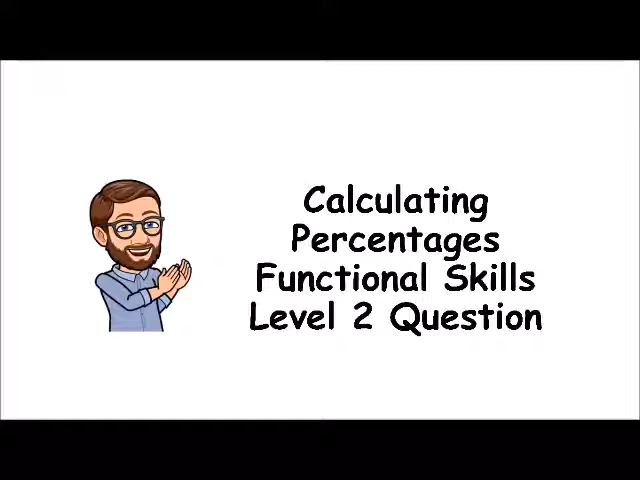 Calculating
Percentages
Functional Skills
Level 2 Question